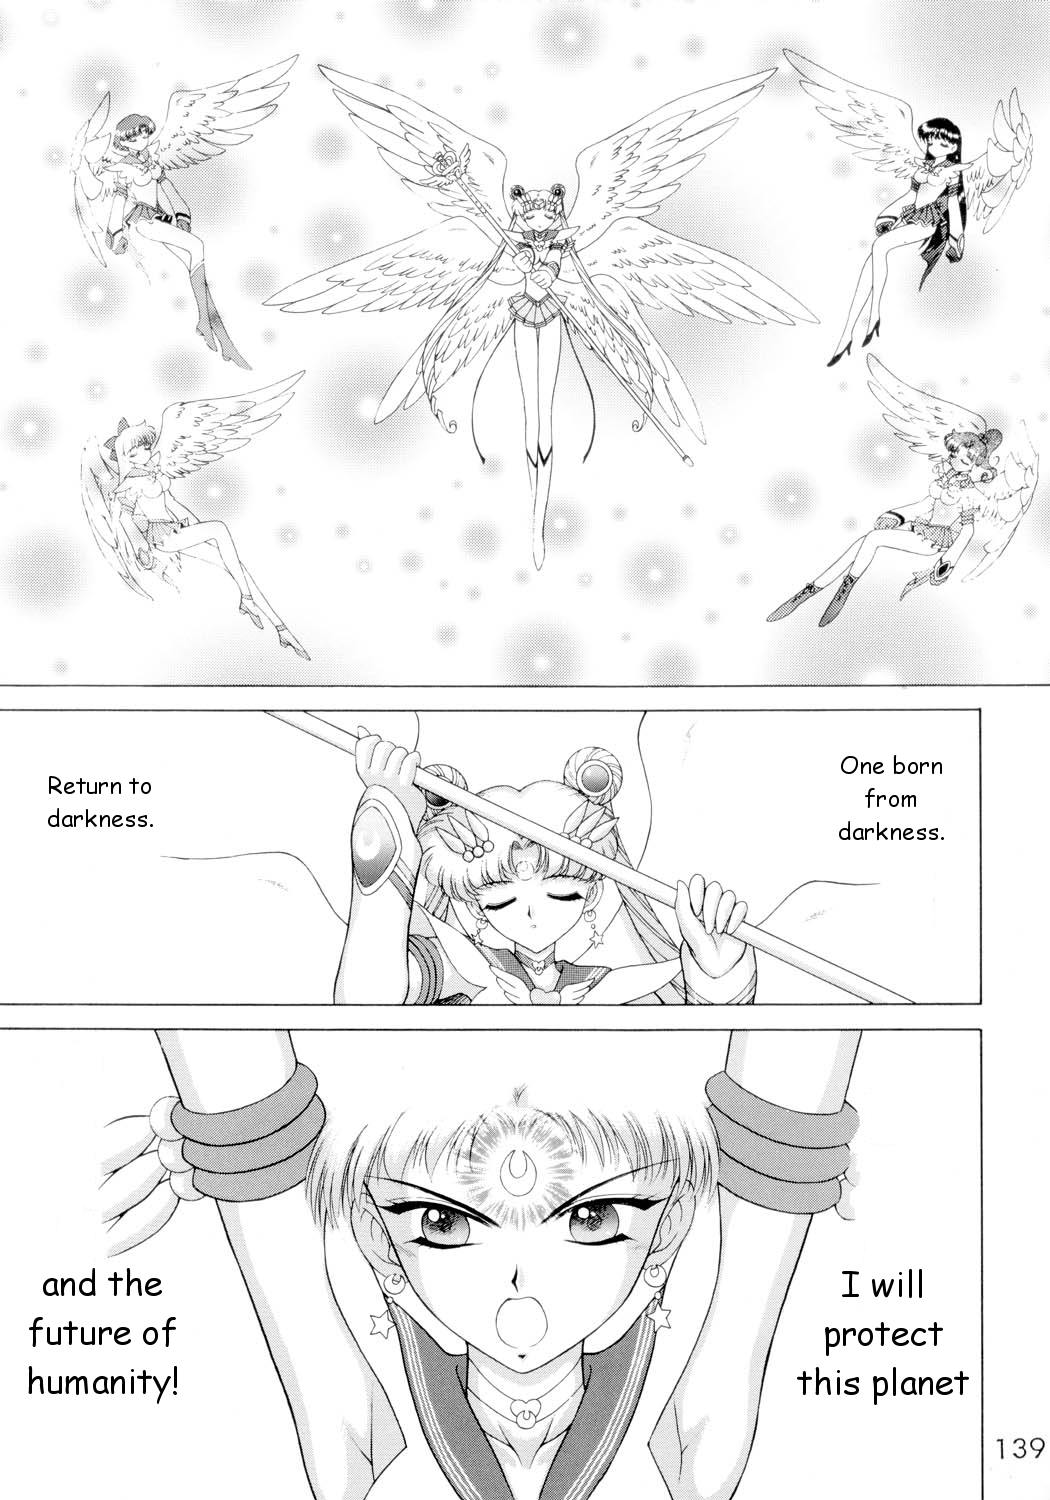 One born
from
darkness.
Return to
darkness.
I will
protect
this planet
and the
future of
humanity!
139